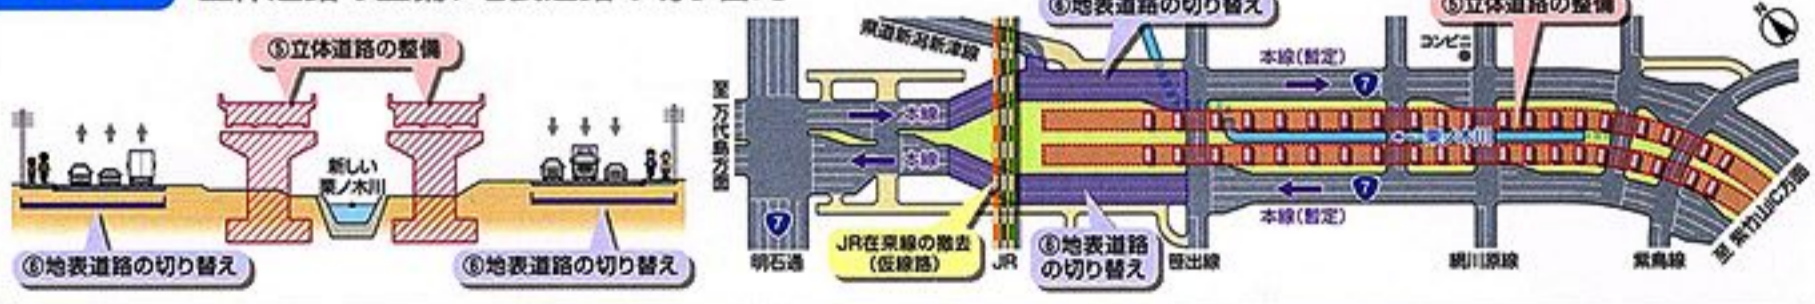 ⑤立体道路の整備
新しい
栗ノ木川
⑥地表道路の切り替え
⑥地表道路の切り替え
⑥地表道路の切り替え
⑤立体道路の整備
県道新潟新津線
コンビニ
本線(暫定)
7
至 万代島方面
本線
本線
栗ノ木川
7
本線(暫定)
7
至 紫竹山IC方面
JR在来線の撤去
(仮線路)
⑥地表道路
の切り替え
明石通
JR
笹出線
網川原線
紫鳥線